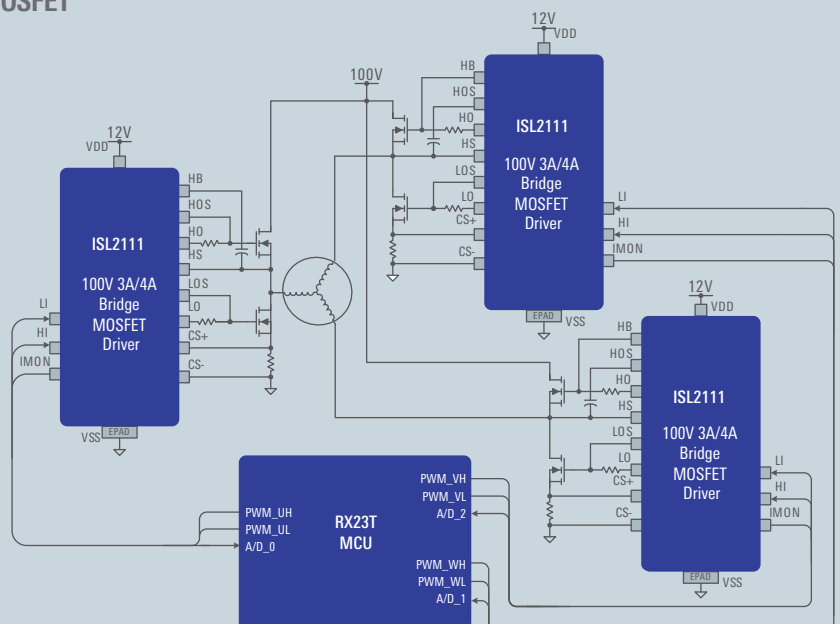 12V
VDD
HB
HOS
HO
HS
LOS
LO
CS+
CS-
ISL2111
100V 3A/4A
Bridge
MOSFET
Driver
LI
HI
IMON
EPAD
VSS
100V
12V
VDD
HB
HOS
HO
HS
LOS
LO
CS+
CS-
ISL2111
100V 3A/4A
Bridge
MOSFET
Driver
LI
HI
IMON
EPAD
VSS
12V
VDD
HB
HOS
HO
HS
LOS
LO
CS+
CS-
ISL2111
100V 3A/4A
Bridge
MOSFET
Driver
LI
HI
IMON
EPAD
VSS
PWM_UH
PWM_UL
A/D_0
RX23T
MCU
PWM_VH
PWM_VL
A/D_2
PWM_WH
PWM_WL
A/D_1